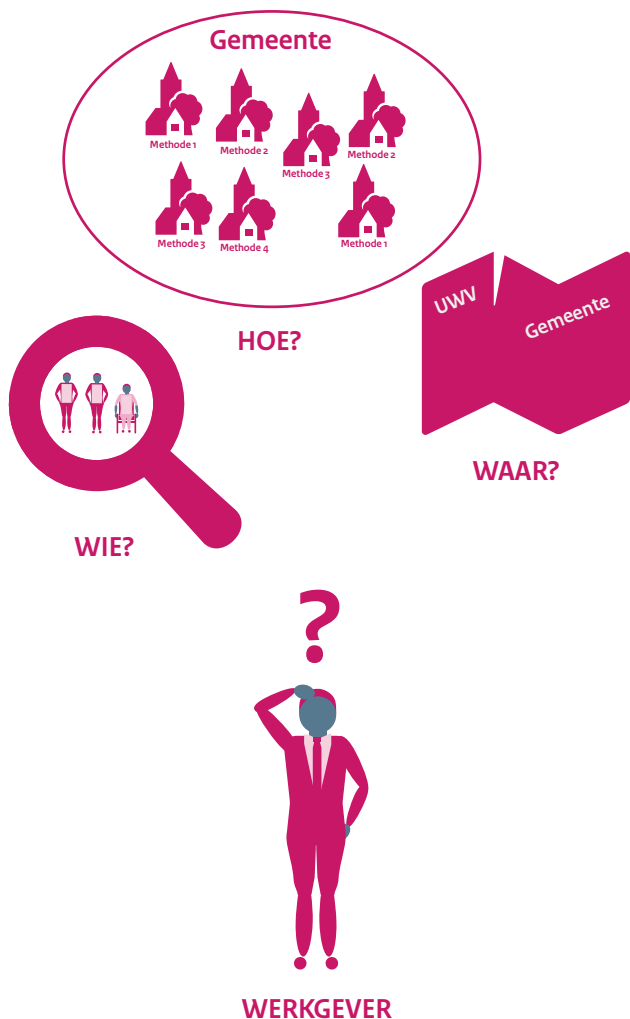 Gemeente
Methode 1
Methode 2
Methode 3
Methode 2
Methode 3
Methode 4
Methode 1
HOE?
UWV
Gemeente
WAAR?
WIE?
?
WERKGEVER